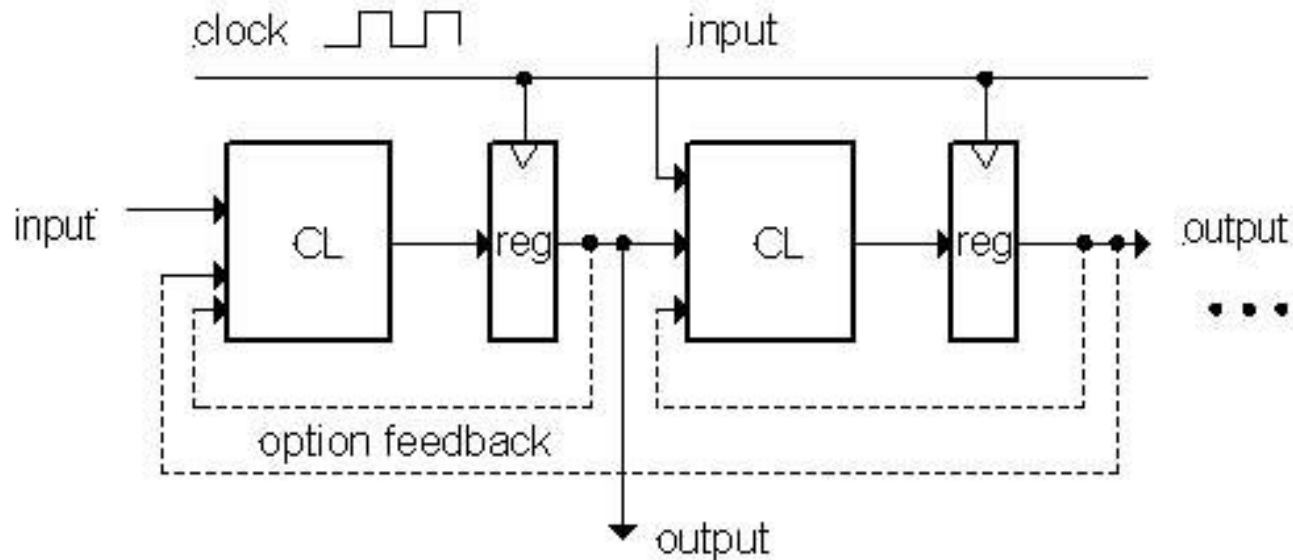 clock
input
input
CL
reg
CL
reg
output
option feedback
output